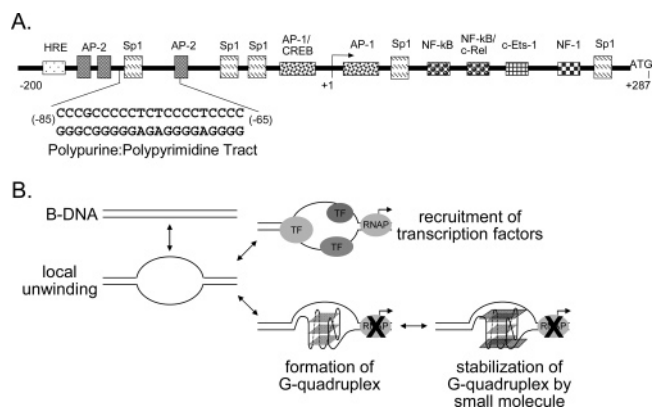 A.
HRE AP-2 Sp1 AP-2 Sp1 Sp1 AP-1/ CREB AP-1 Sp1 NF-kB NF-kB/ c-Rel c-Ets-1 NF-1 Sp1
ATG
-200 +1 +287
(-85) CCCGCCCCCTCTCCCCTCCCC (-65)
GGGCGGGGGAGAGGGGAGGGG
Polypurine:Polypyrimidine Tract
B.
B-DNA
TF TF TF RNAP
recruitment of
transcription factors
local
unwinding
formation of
G-quadruplex
stabilization of
G-quadruplex by
small molecule